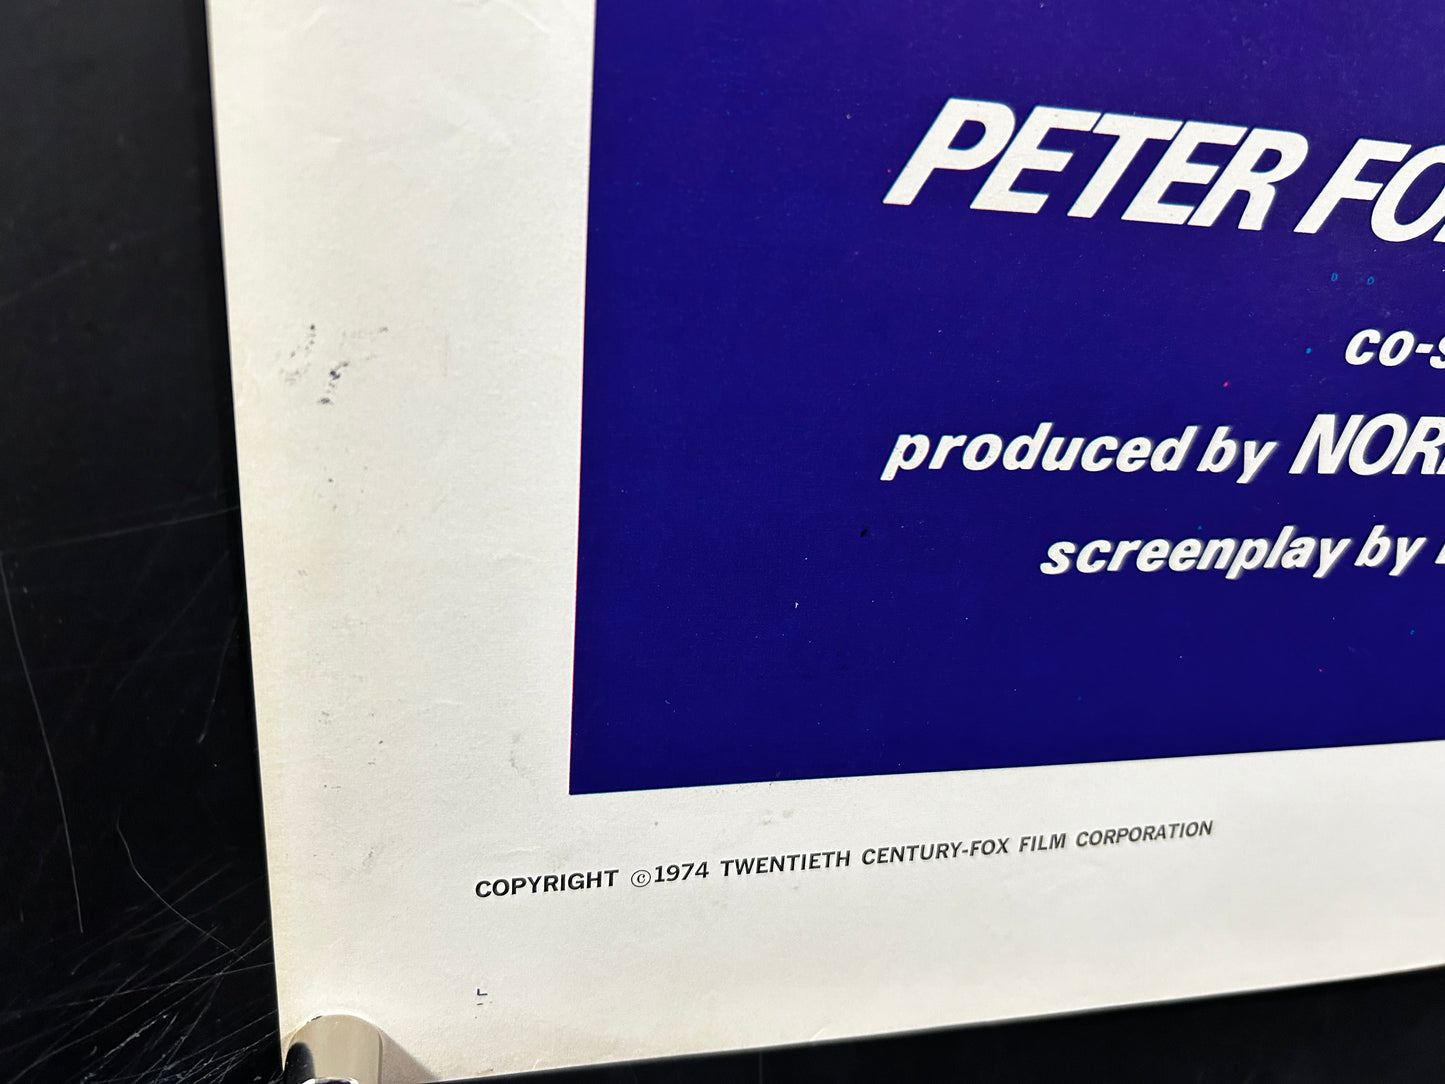 PETER FO
co-s
produced by NOR
screenplay by
COPYRIGHT ©1974 TWENTIETH CENTURY-FOX FILM CORPORATION
L